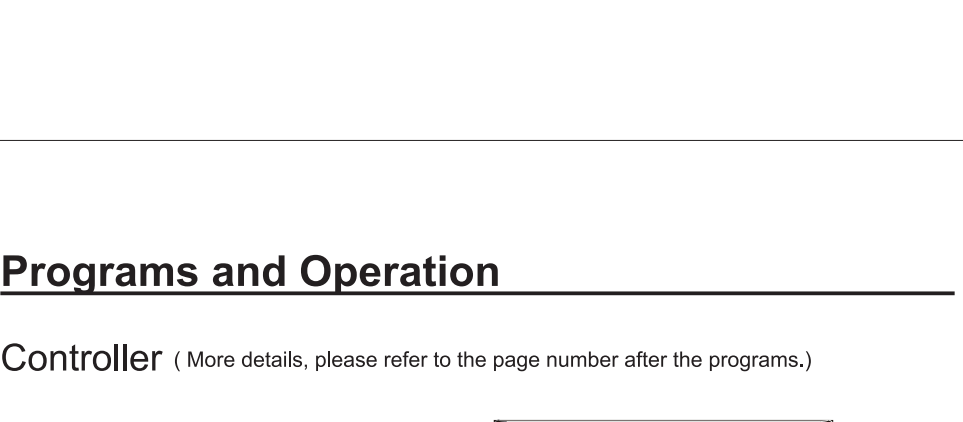 Programs and Operation
Controller ( More details, please refer to the page number after the programs.)